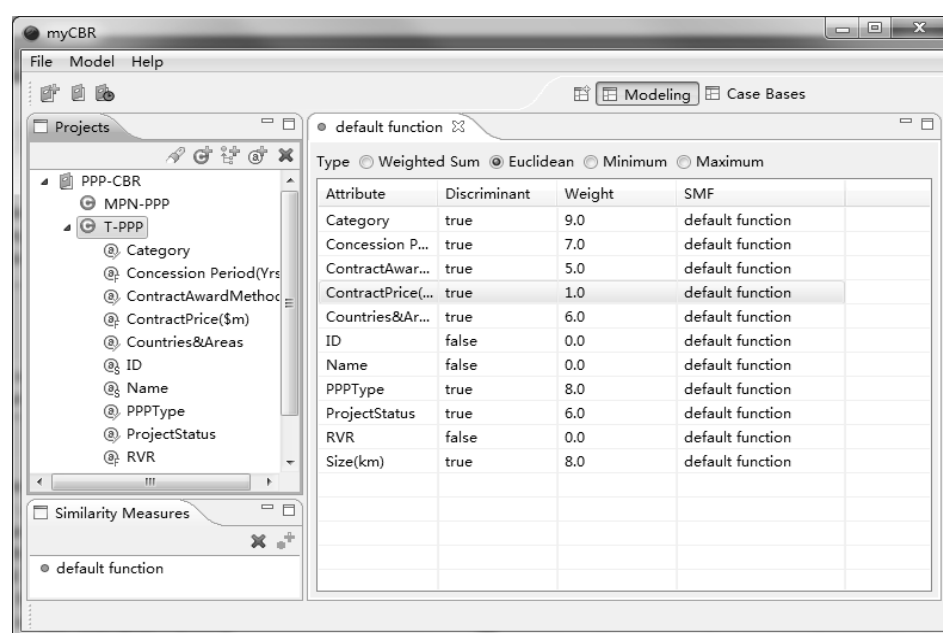 myCBR
File Model Help
Modeling Case Bases
Projects
PPP-CBR
MPN-PPP
T-PPP
Category
Concession Period(Yrs
ContractAwardMethod
ContractPrice($m)
Countries&Areas
ID
Name
PPPType
ProjectStatus
RVR
Similarity Measures
default function
default function
Type Weighted Sum Euclidean Minimum Maximum
Attribute Discriminant Weight SMF
Category true 9.0 default function
Concession P... true 7.0 default function
ContractAwar... true 5.0 default function
ContractPrice(... true 1.0 default function
Countries&Ar... true 6.0 default function
ID false 0.0 default function
Name false 0.0 default function
PPPType true 8.0 default function
ProjectStatus true 6.0 default function
RVR false 0.0 default function
Size(km) true 8.0 default function